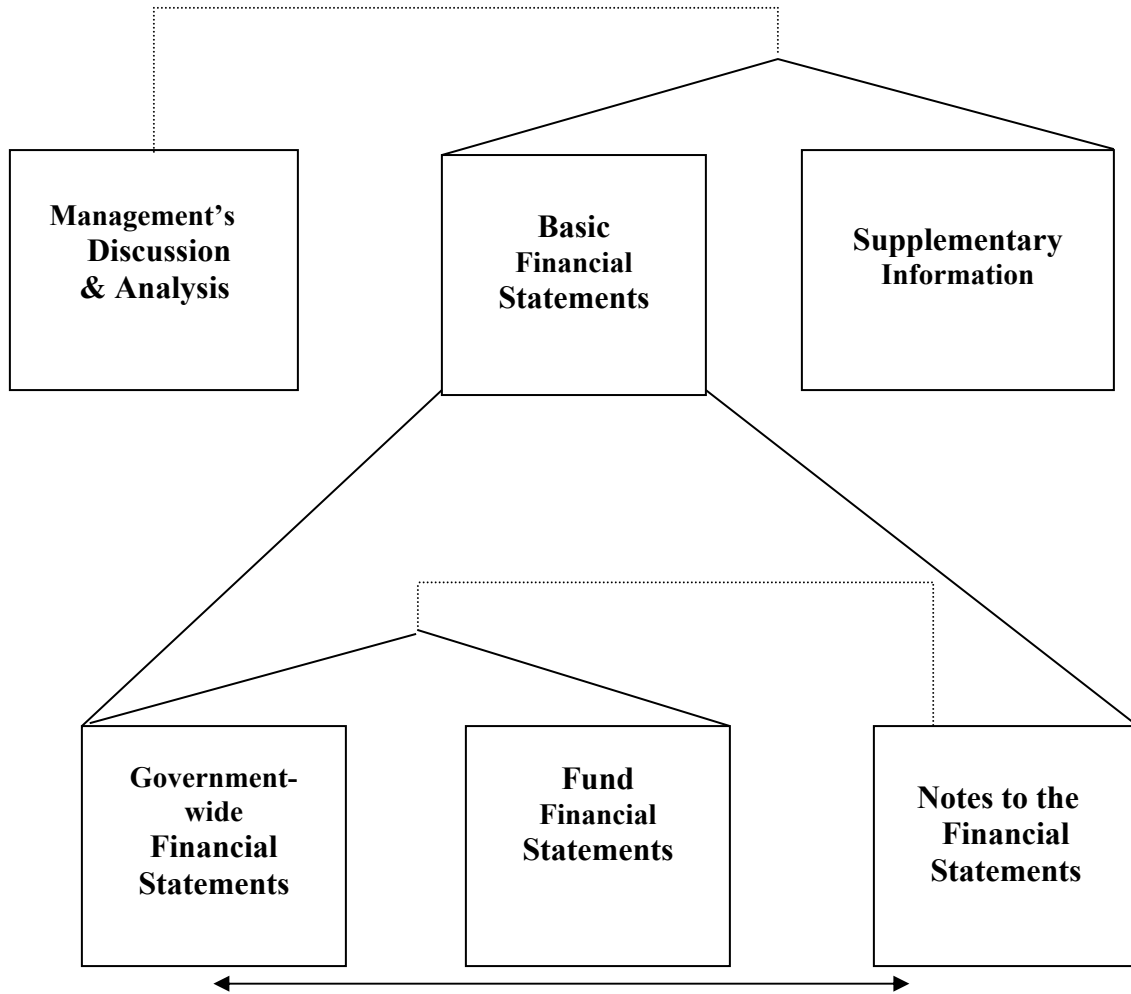 Management’s
Discussion
& Analysis
Basic
Financial
Statements
Supplementary
Information
Government-
wide
Financial
Statements
Fund
Financial
Statements
Notes to the
Financial
Statements